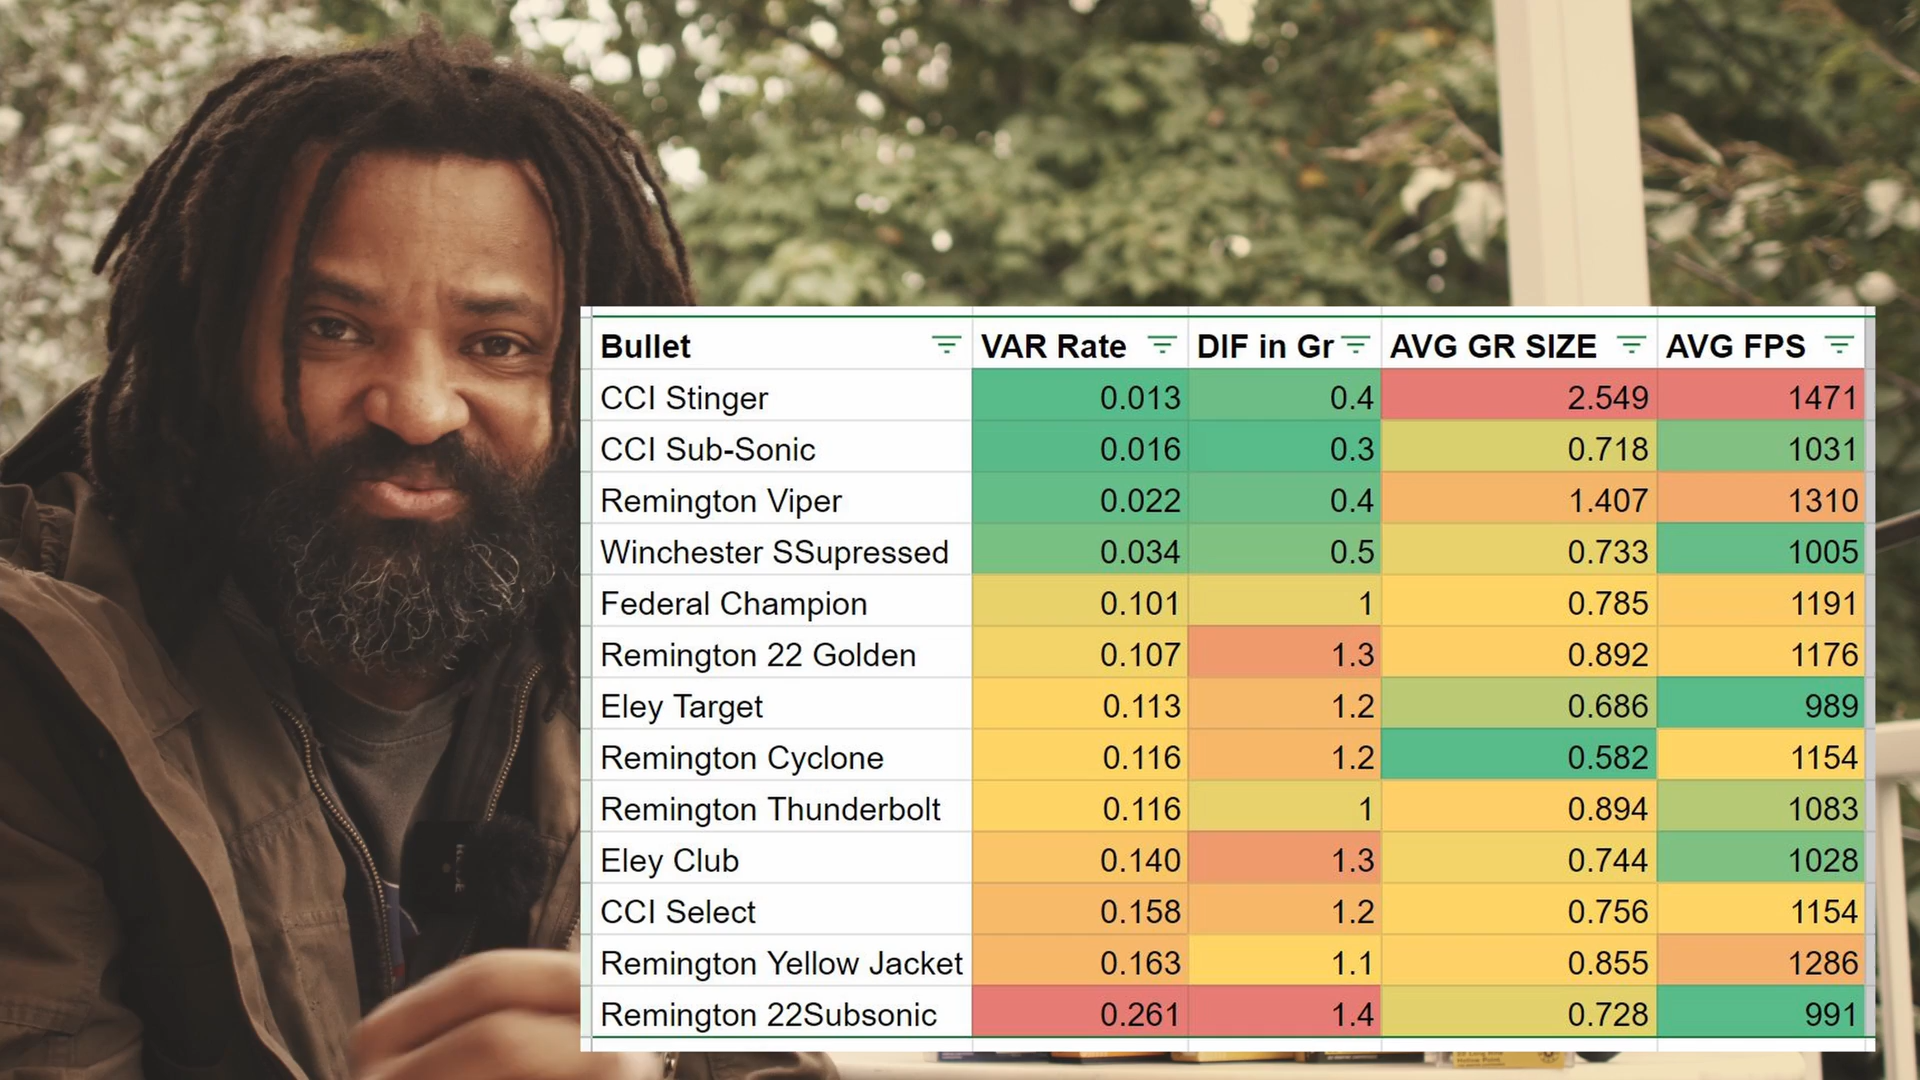 Bullet VAR Rate DIF in Gr AVG GR SIZE AVG FPS
CCI Stinger 0.013 0.4 2.549 1471
CCI Sub-Sonic 0.016 0.3 0.718 1031
Remington Viper 0.022 0.4 1.407 1310
Winchester SSupressed 0.034 0.5 0.733 1005
Federal Champion 0.101 1 0.785 1191
Remington 22 Golden 0.107 1.3 0.892 1176
Eley Target 0.113 1.2 0.686 989
Remington Cyclone 0.116 1.2 0.582 1154
Remington Thunderbolt 0.116 1 0.894 1083
Eley Club 0.140 1.3 0.744 1028
CCI Select 0.158 1.2 0.756 1154
Remington Yellow Jacket 0.163 1.1 0.855 1286
Remington 22Subsonic 0.261 1.4 0.728 991